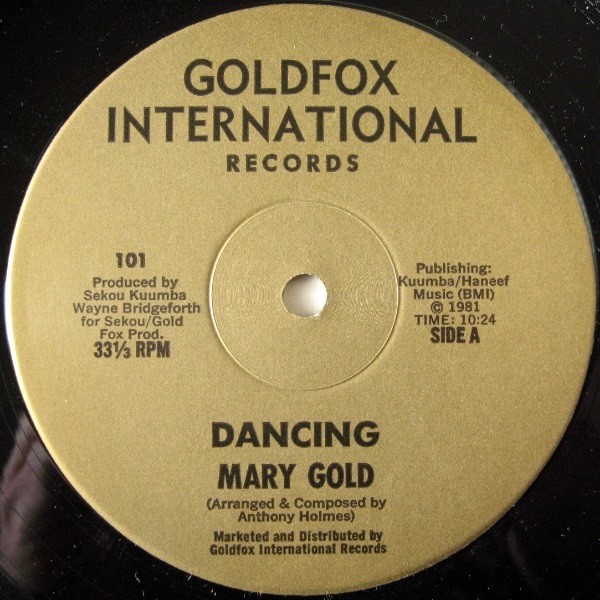 GOLDFOX
INTERNATIONAL
RECORDS
101
Produced by
Sekou Kuumba
Wayne Bridgeforth
for Sekou/Gold
Fox Prod.
33⅓ RPM
Publishing:
Kuumba/Haneef
Music (BMI)
© 1981
TIME: 10:24
SIDE A
DANCING
MARY GOLD
(Arranged & Composed by
Anthony Holmes)
Marketed and Distributed by
Goldfox International Records